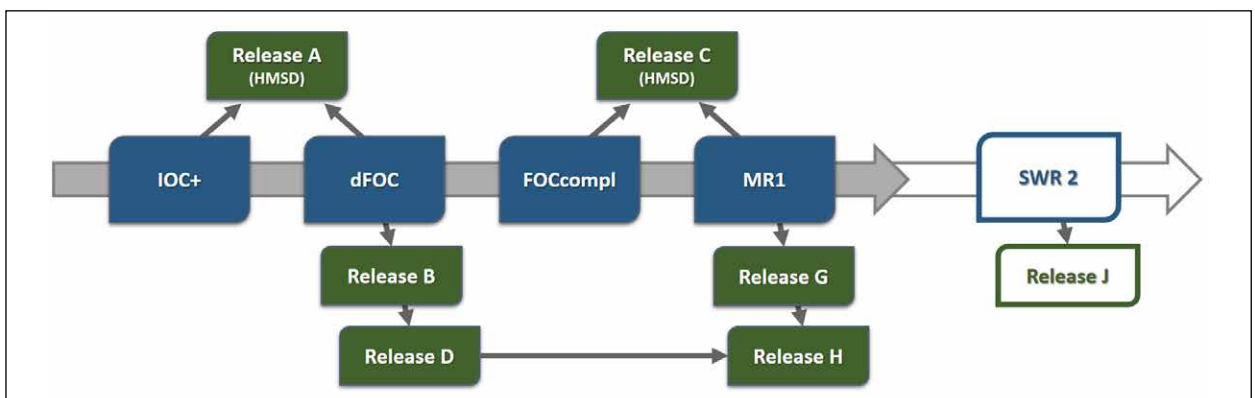 Release A
(HMSD)
Release C
(HMSD)
IOC+
dFOC
FOCcompl
MR1
SWR 2
Release B
Release G
Release J
Release D
Release H